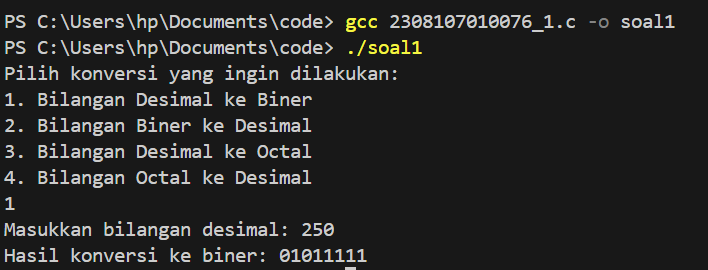 PS C:\Users\hp\Documents\code> gcc 2308107010076_1.c -o soal1
PS C:\Users\hp\Documents\code> ./soal1
Pilih konversi yang ingin dilakukan:
1. Bilangan Desimal ke Biner
2. Bilangan Biner ke Desimal
3. Bilangan Desimal ke Octal
4. Bilangan Octal ke Desimal
1
Masukkan bilangan desimal: 250
Hasil konversi ke biner: 01011111